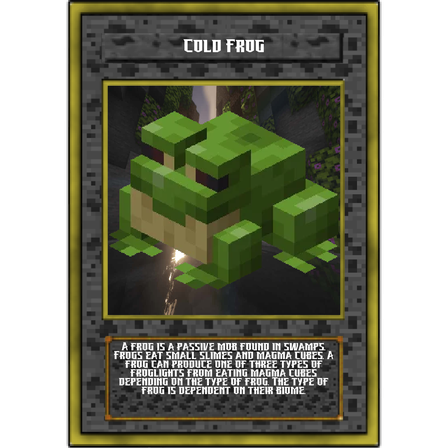 Cold Frog
A frog is a passive mob found in swamps.
Frogs eat small slimes and magma cubes. A
frog can produce one of three types of
froglights from eating magma cubes
depending on the type of frog. The type of
frog is dependent on their biome.